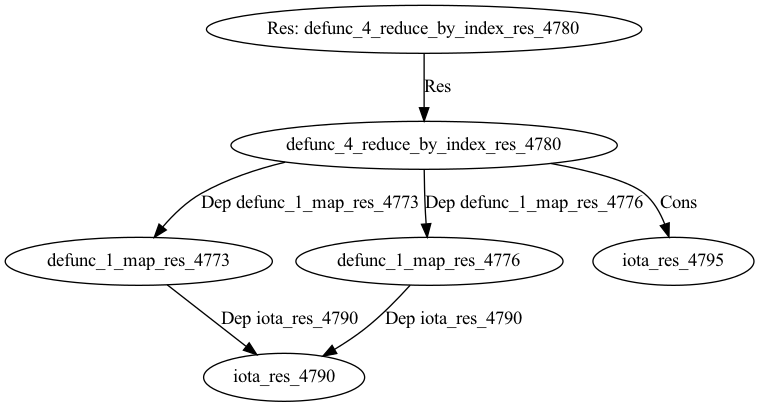 Res: defunc_4_reduce_by_index_res_4780
Res
defunc_4_reduce_by_index_res_4780
Dep defunc_1_map_res_4773
Dep defunc_1_map_res_4776
Cons
defunc_1_map_res_4773
defunc_1_map_res_4776
iota_res_4795
Dep iota_res_4790
Dep iota_res_4790
iota_res_4790